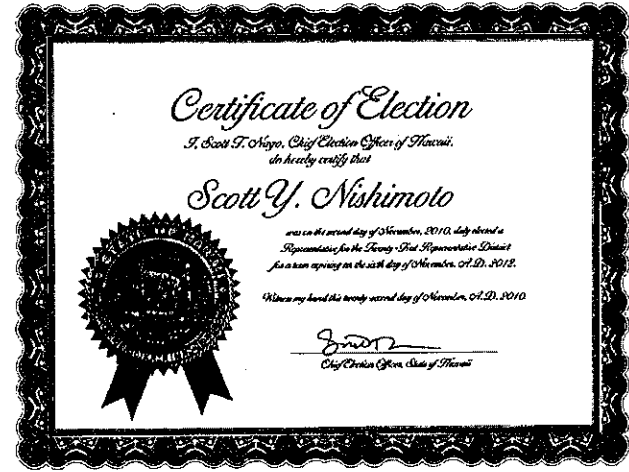 Certificate of Election
I, Scott T. Nago, Chief Election Officer of Hawaii,
do hereby certify that
Scott Y. Nishimoto
was on the second day of November, 2010, duly elected a
Representative for the Twenty-First Representative District
for a term expiring on the sixth day of November, A.D. 2012.
Witness my hand this twenty-second day of November, A.D. 2010.
Chief Election Officer, State of Hawaii